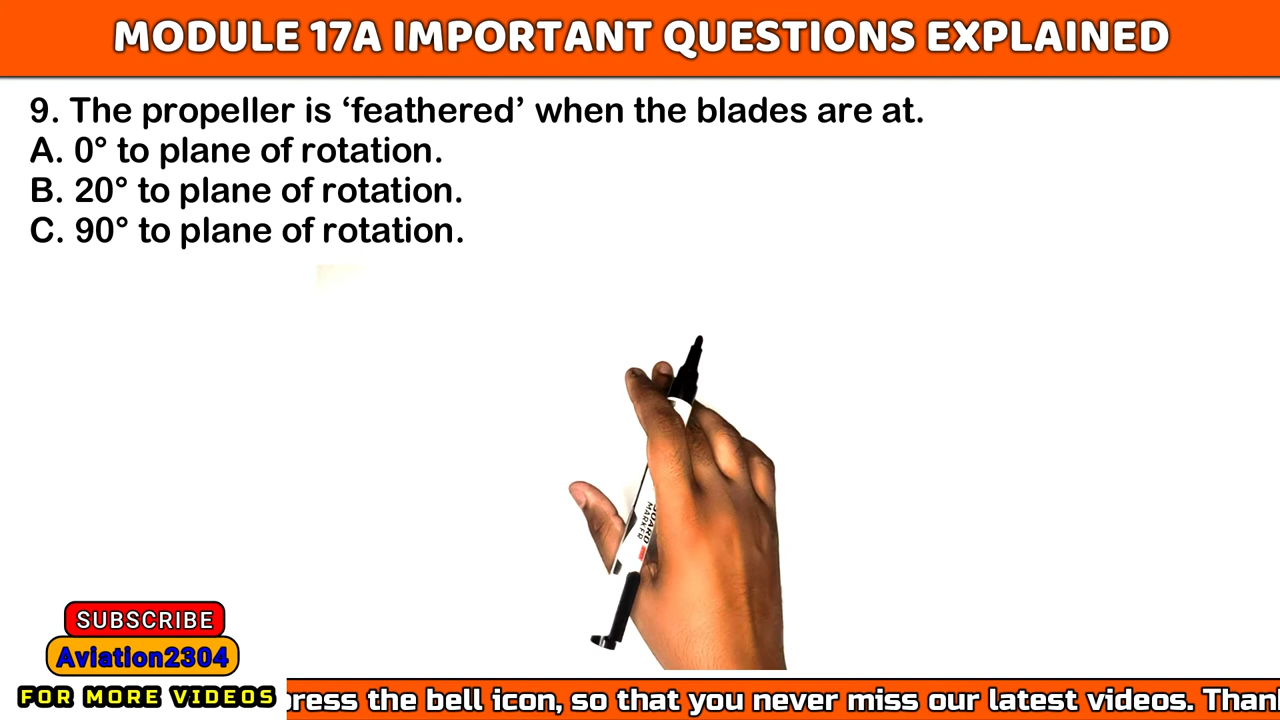 MODULE 17A IMPORTANT QUESTIONS EXPLAINED
9. The propeller is ‘feathered’ when the blades are at.
A. 0° to plane of rotation.
B. 20° to plane of rotation.
C. 90° to plane of rotation.
MARKER
SUBSCRIBE
Aviation2304
FOR MORE VIDEOS
press the bell icon, so that you never miss our latest videos. Than